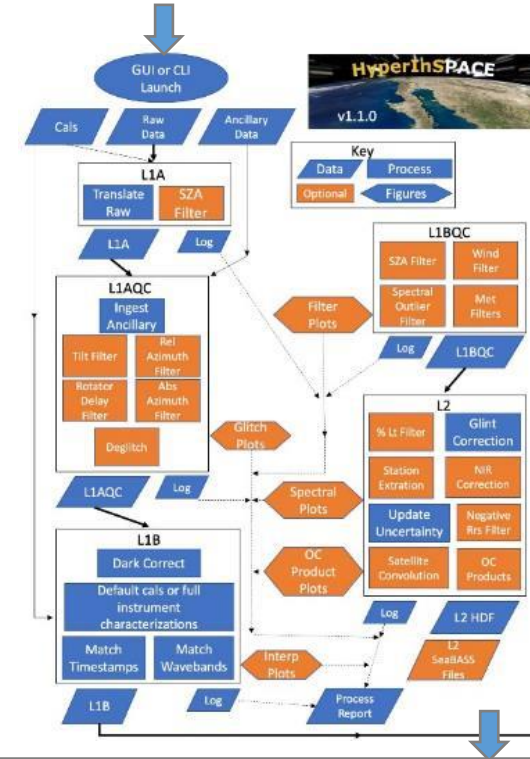 GUI or CLI
Launch
HyperInSPACE
v1.1.0
Cals
Raw
Data
Ancillary
Data
Key
Data
Process
Optional
Figures
L1A
Translate
Raw
SZA
Filter
L1A
Log
L1BQC
SZA Filter
Wind
Filter
Spectral
Outlier
Filter
Met
Filters
Filter
Plots
Log
L1BQC
L1AQC
Ingest
Ancillary
Tilt Filter
Rel
Azimuth
Filter
Rotator
Delay
Filter
Abs
Azimuth
Filter
Deglitch
Glitch
Plots
L1AQC
Log
Spectral
Plots
OC
Product
Plots
L2
% Lt Filter
Glint
Correction
Station
Extration
NIR
Correction
Update
Uncertainty
Negative
Rrs Filter
Satellite
Convolution
OC
Products
L1B
Dark Correct
Default cals or full
instrument
characterizations
Match
Timestamps
Match
Wavebands
Interp
Plots
Log
L2 HDF
L2
SeaBASS
Files
L1B
Log
Process
Report